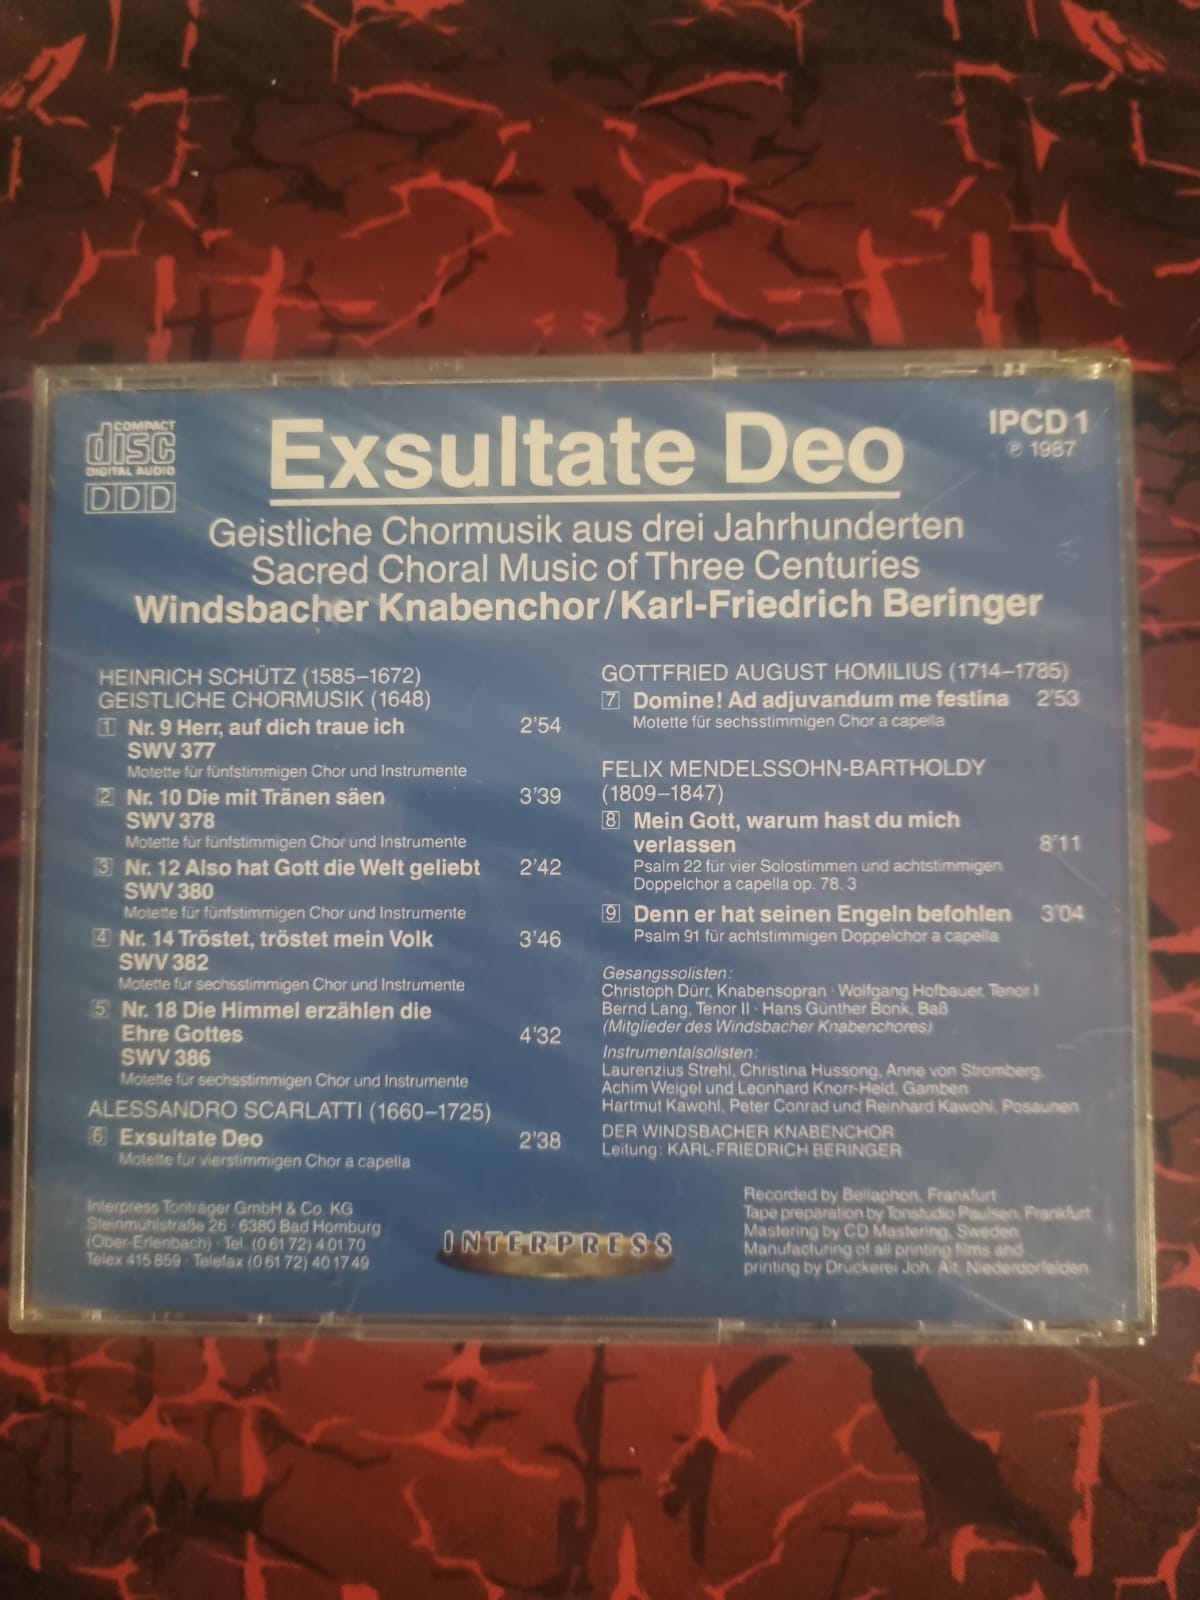 COMPACT
disc
DIGITAL AUDIO
DDD
Exsultate Deo
IPCD 1
℗ 1987
Geistliche Chormusik aus drei Jahrhunderten
Sacred Choral Music of Three Centuries
Windsbacher Knabenchor/Karl-Friedrich Beringer
HEINRICH SCHÜTZ (1585–1672)
GEISTLICHE CHORMUSIK (1648)
1 Nr. 9 Herr, auf dich traue ich 2'54
SWV 377
Motette für fünfstimmigen Chor und Instrumente
2 Nr. 10 Die mit Tränen säen 3'39
SWV 378
Motette für fünfstimmigen Chor und Instrumente
3 Nr. 12 Also hat Gott die Welt geliebt 2'42
SWV 380
Motette für fünfstimmigen Chor und Instrumente
4 Nr. 14 Tröstet, tröstet mein Volk 3'46
SWV 382
Motette für sechsstimmigen Chor und Instrumente
5 Nr. 18 Die Himmel erzählen die
Ehre Gottes 4'32
SWV 386
Motette für sechsstimmigen Chor und Instrumente
ALESSANDRO SCARLATTI (1660–1725)
6 Exsultate Deo 2'38
Motette für vierstimmigen Chor a capella
GOTTFRIED AUGUST HOMILIUS (1714–1785)
7 Domine! Ad adjuvandum me festina 2'53
Motette für sechsstimmigen Chor a capella
FELIX MENDELSSOHN-BARTHOLDY
(1809–1847)
8 Mein Gott, warum hast du mich
verlassen 8'11
Psalm 22 für vier Solostimmen und achtstimmigen
Doppelchor a capella op. 78, 3
9 Denn er hat seinen Engeln befohlen 3'04
Psalm 91 für achtstimmigen Doppelchor a capella
Gesangssolisten:
Christoph Dürr, Knabensopran · Wolfgang Hofbauer, Tenor I
Bernd Lang, Tenor II · Hans Günther Bonk, Baß
(Mitglieder des Windsbacher Knabenchores)
Instrumentalsolisten:
Laurenzius Strehl, Christina Hussong, Anne von Stromberg,
Achim Weigel und Leonhard Knorr-Held, Gamben
Hartmut Kawohl, Peter Conrad und Reinhard Kawohl, Posaunen
DER WINDSBACHER KNABENCHOR
Leitung: KARL-FRIEDRICH BERINGER
Interpress Tonträger GmbH & Co. KG
Steinmühlstraße 26 · 6380 Bad Homburg
(Ober-Erlenbach) · Tel. (0 61 72) 4 01 70
Telex 415 859 · Telefax (0 61 72) 40 17 49
INTERPRESS
Recorded by Bellaphon, Frankfurt
Tape preparation by Tonstudio Paulsen, Frankfurt
Mastering by CD Mastering, Sweden
Manufacturing of all printing films and
printing by Druckerei Joh. Alt, Niederdorfelden